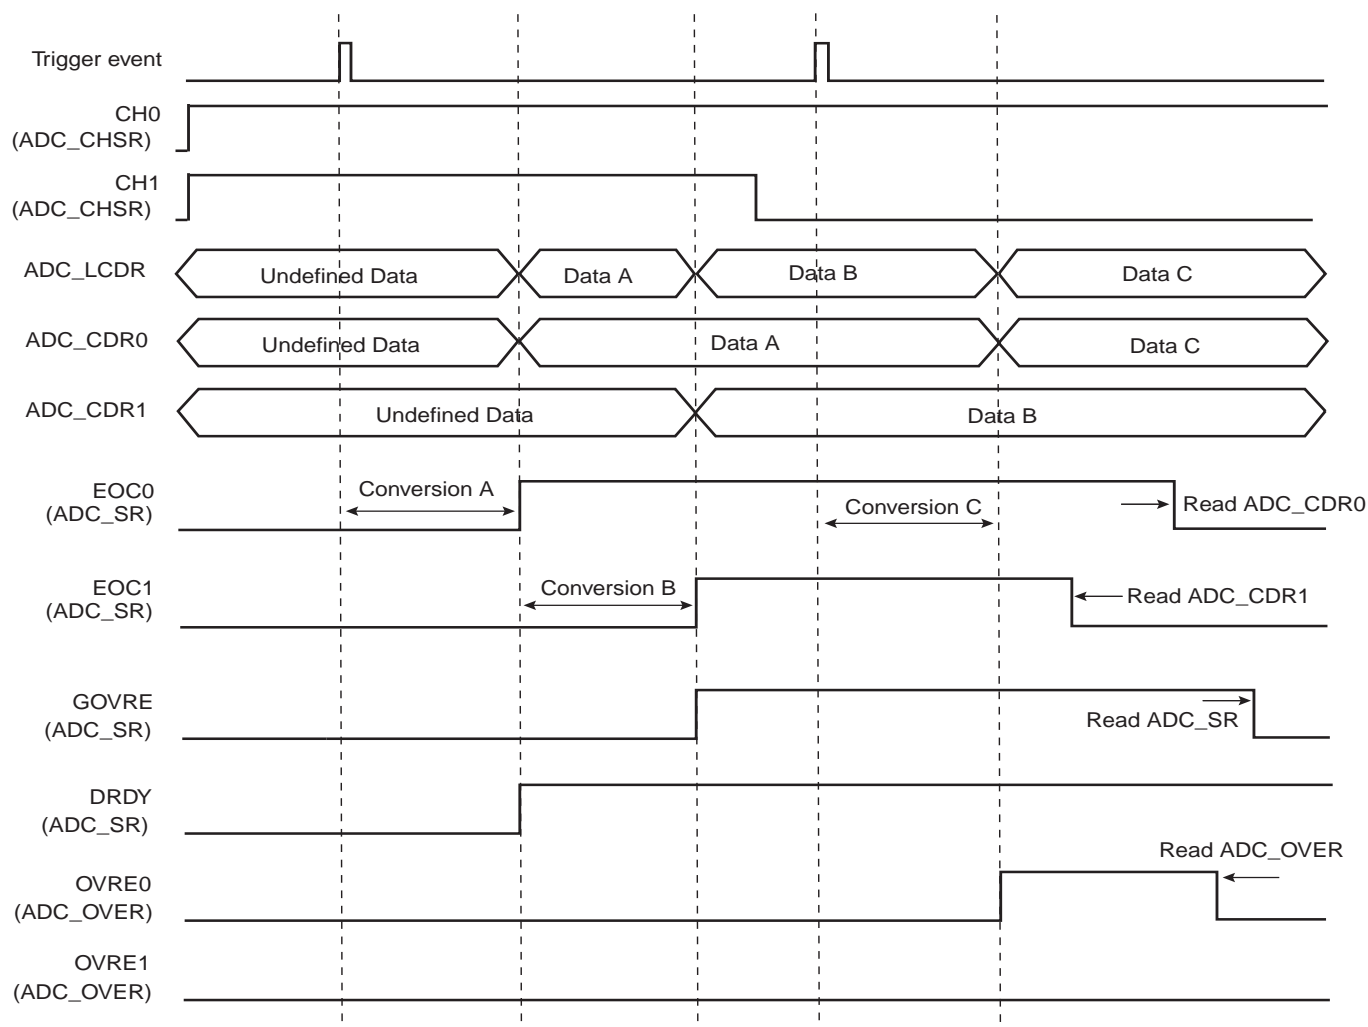 Trigger event
CH0
(ADC_CHSR)
CH1
(ADC_CHSR)
ADC_LCDR
Undefined Data
Data A
Data B
Data C
ADC_CDR0
Undefined Data
Data A
Data C
ADC_CDR1
Undefined Data
Data B
EOC0
(ADC_SR)
Conversion A
Conversion C
Read ADC_CDR0
EOC1
(ADC_SR)
Conversion B
Read ADC_CDR1
GOVRE
(ADC_SR)
Read ADC_SR
DRDY
(ADC_SR)
Read ADC_OVER
OVRE0
(ADC_OVER)
OVRE1
(ADC_OVER)